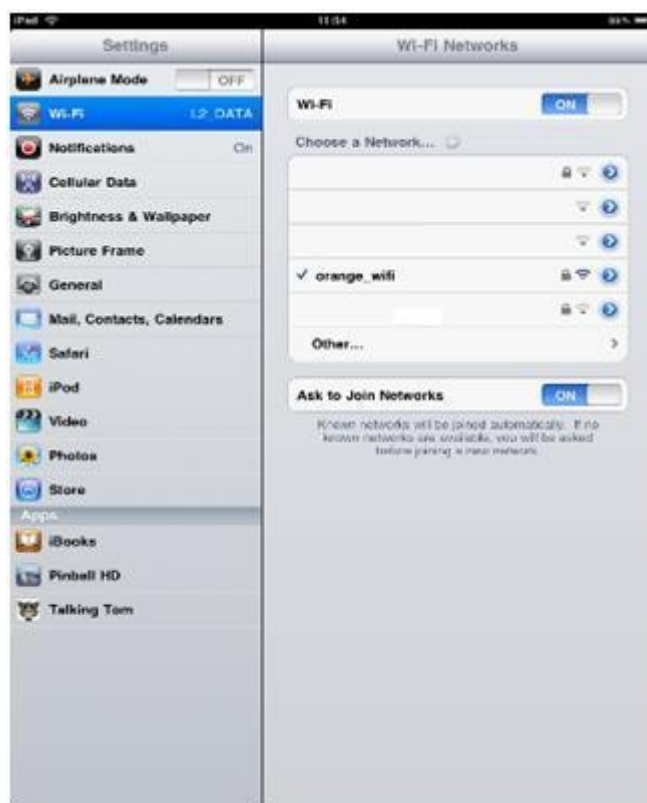 iPad 11:54
Settings
Airplane Mode OFF
Wi-Fi L2 DATA
Notifications On
Cellular Data
Brightness & Wallpaper
Picture Frame
General
Mail, Contacts, Calendars
Safari
iPod
Video
Photos
Store
Apps
iBooks
Pinball HD
Talking Tom
Wi-Fi Networks
Wi-Fi ON
Choose a Network...
orange_wifi
Other...
Ask to Join Networks ON
Known networks will be joined automatically. If no
known networks are available, you will be asked
before joining a new network.